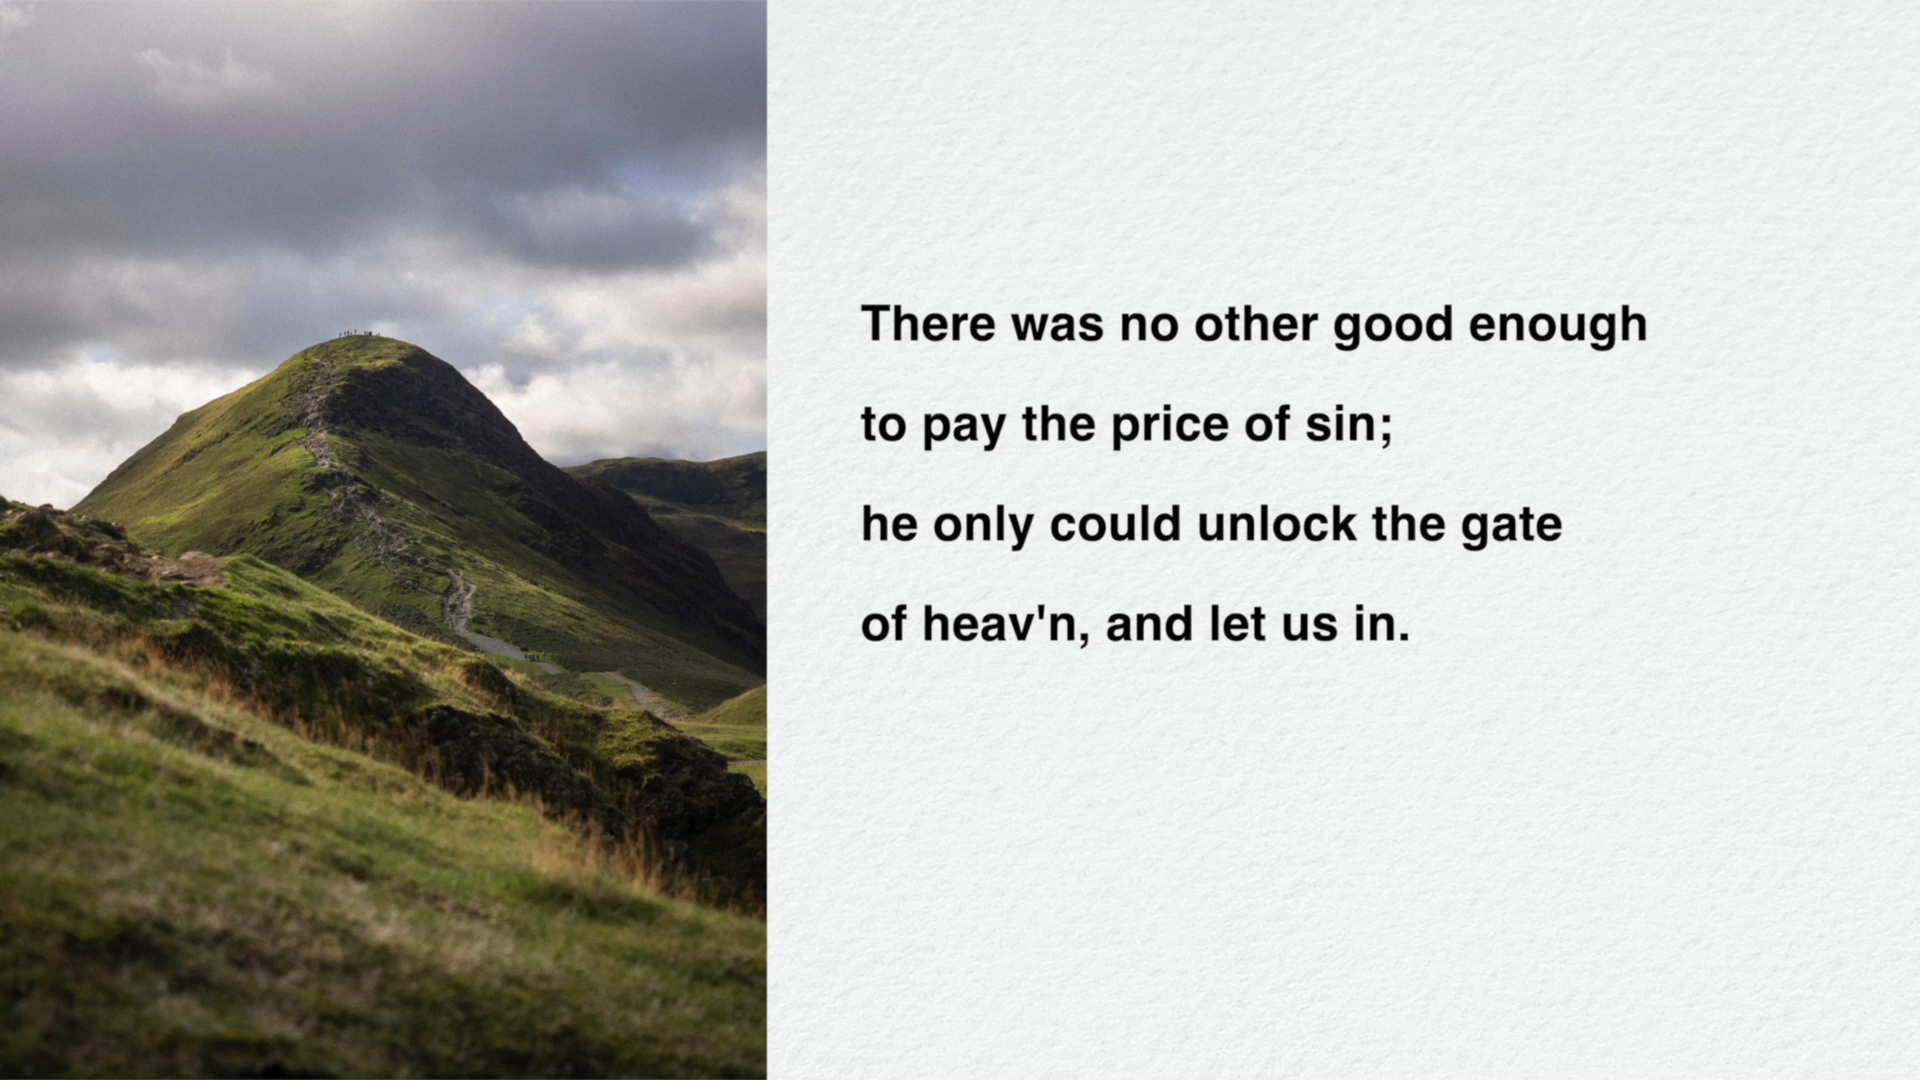 There was no other good enough
to pay the price of sin;
he only could unlock the gate
of heav'n, and let us in.